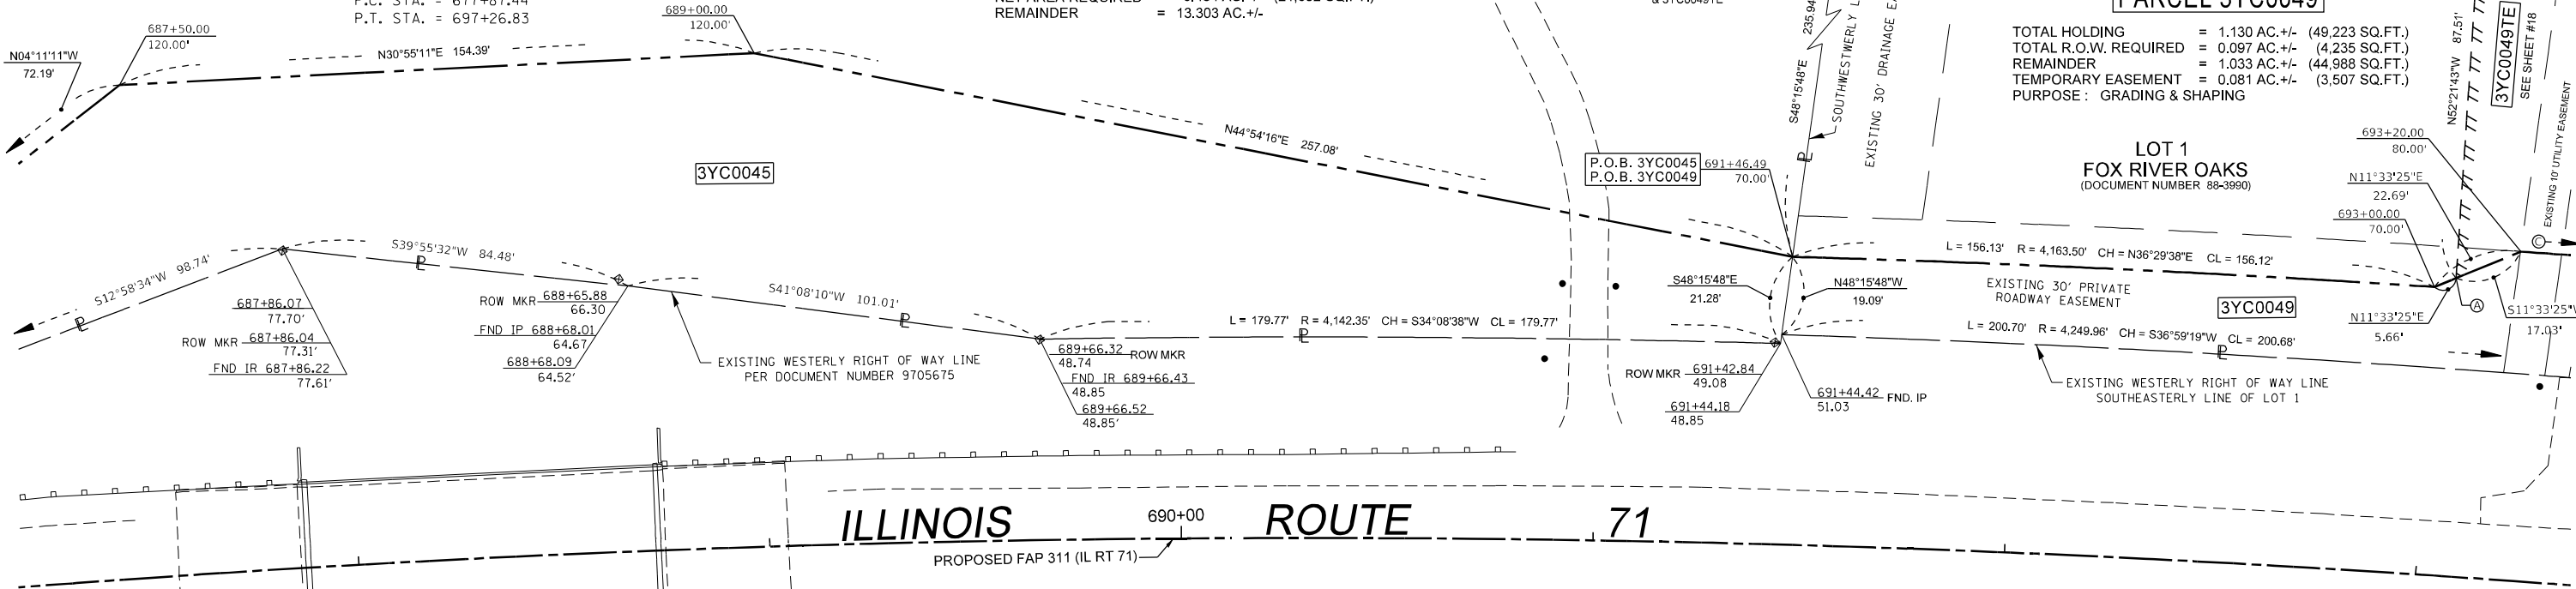 P.C. STA. = 677+87.44
P.T. STA. = 697+26.83
REMAINDER = 13.303 AC.+/-
687+50.00
120.00'
N04°11'11"W
72.19'
N30°55'11"E 154.39'
689+00.00
120.00'
3YC0045
N44°54'16"E 257.08'
P.O.B. 3YC0045
P.O.B. 3YC0049
691+46.49
70.00'
S48°15'48"E 235.94
EXISTING 30' DRAINAGE
PARCEL 3YC0049
TOTAL HOLDING = 1.130 AC.+/- (49,223 SQ.FT.)
TOTAL R.O.W. REQUIRED = 0.097 AC.+/- (4,235 SQ.FT.)
REMAINDER = 1.033 AC.+/- (44,988 SQ.FT.)
TEMPORARY EASEMENT = 0.081 AC.+/- (3,507 SQ.FT.)
PURPOSE : GRADING & SHAPING
LOT 1
FOX RIVER OAKS
(DOCUMENT NUMBER 88-3990)
N52°21'43"W 87.51'
3YC0049TE
SEE SHEET #18
EXISTING 10' UTILITY EASEMENT
693+20.00
80.00'
N11°33'25"E
22.69'
693+00.00
70.00'
C
A
S12°58'34"W 98.74'
S39°55'32"W 84.48'
S41°08'10"W 101.01'
687+86.07
77.70'
ROW MKR 687+86.04
77.31'
FND IR 687+86.22
77.61'
ROW MKR 688+65.88
66.30
FND IP 688+68.01
64.67
688+68.09
64.52'
EXISTING WESTERLY RIGHT OF WAY LINE
PER DOCUMENT NUMBER 9705675
689+66.32 ROW MKR
48.74
FND IR 689+66.43
48.85
689+66.52
48.85'
L = 179.77' R = 4,142.35' CH = S34°08'38"W CL = 179.77'
S48°15'48"E
21.28'
N48°15'48"W
19.09'
L = 156.13' R = 4,163.50' CH = N36°29'38"E CL = 156.12'
EXISTING 30' PRIVATE
ROADWAY EASEMENT
3YC0049
L = 200.70' R = 4,249.96' CH = S36°59'19"W CL = 200.68'
N11°33'25"E
5.66'
S11°33'25"W
17.03'
ROW MKR 691+42.84
49.08
691+44.18
48.85
691+44.42 FND. IP
51.03
EXISTING WESTERLY RIGHT OF WAY LINE
SOUTHEASTERLY LINE OF LOT 1
ILLINOIS ROUTE 71
690+00
PROPOSED FAP 311 (IL RT 71)